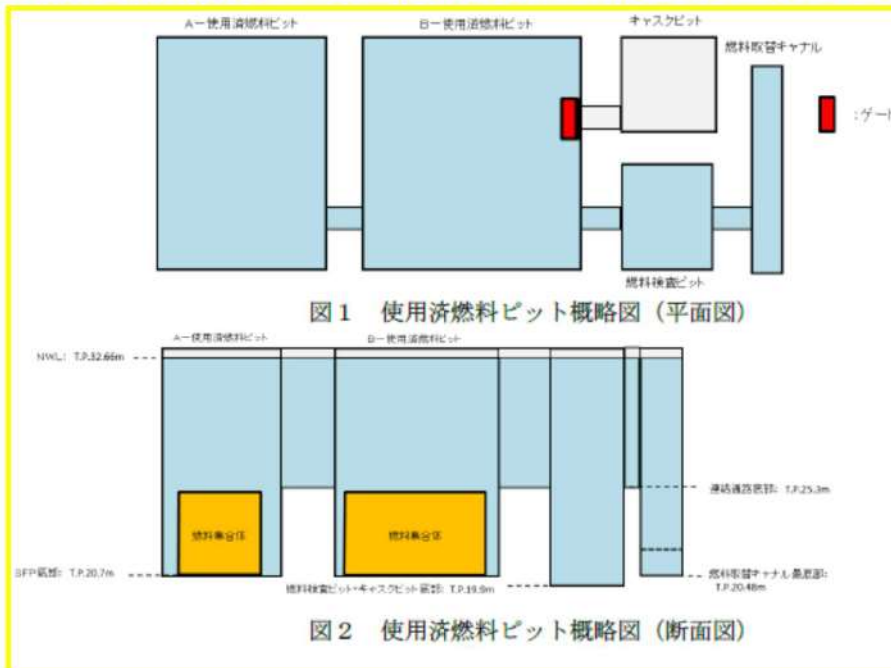 A－使用済燃料ピット
B－使用済燃料ピット
キャスクピット
燃料取替キャナル
:ゲート
燃料検査ピット
図1 使用済燃料ピット概略図（平面図）
A－使用済燃料ピット
B－使用済燃料ピット
NWL: T.P.32.66m
連絡通路底部: T.P.25.3m
燃料集合体
燃料集合体
SFP底部: T.P.20.7m
燃料検査ピット・キャスクピット底部: T.P.19.9m
燃料取替キャナル最底部:
T.P.20.48m
図2 使用済燃料ピット概略図（断面図）